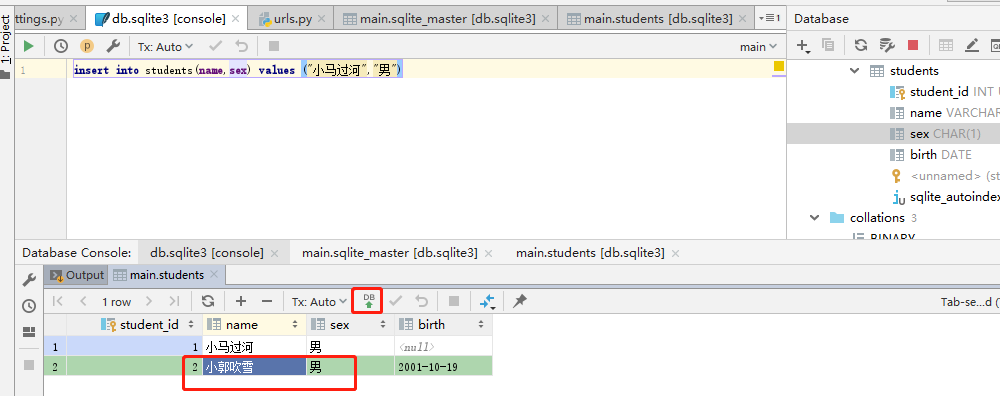 ttings.py db.sqlite3 [console] urls.py main.sqlite_master [db.sqlite3] main.students [db.sqlite3] 1 Database
1: Project
Tx: Auto main
1 insert into students(name,sex) values ("小马过河","男")
students
student_id INT U
name VARCHAR
sex CHAR(1)
birth DATE
<unnamed> (st
sqlite_autoindex
collations 3
BINARY
Database Console: db.sqlite3 [console] main.sqlite_master [db.sqlite3] main.students [db.sqlite3]
Output main.students
1 row Tx: Auto DB Tab-se...d (
student_id name sex birth
1 1 小马过河 男 <null>
2 2 小郭吹雪 男 2001-10-19